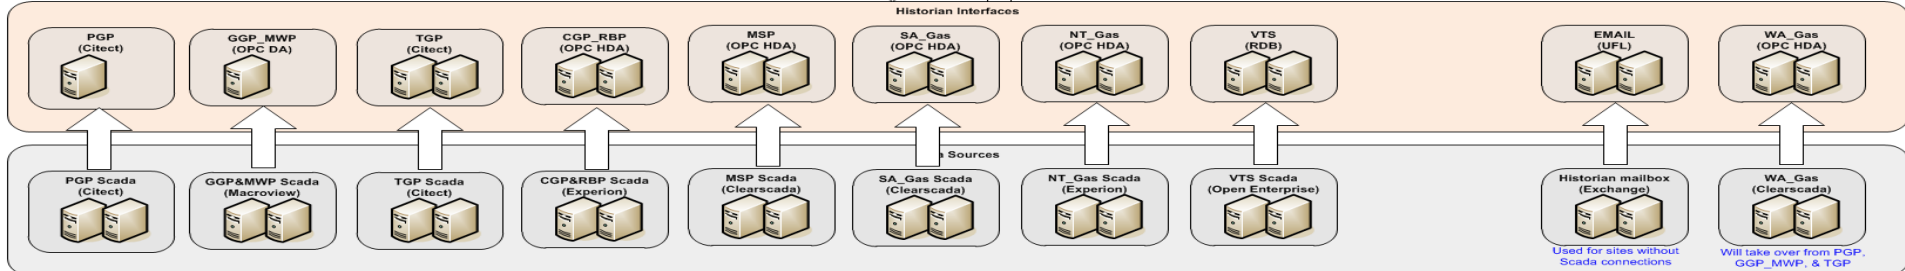 Historian Interfaces
PGP
(Citect)
GGP_MWP
(OPC DA)
TGP
(Citect)
CGP_RBP
(OPC HDA)
MSP
(OPC HDA)
SA_Gas
(OPC HDA)
NT_Gas
(OPC HDA)
VTS
(RDB)
EMAIL
(UFL)
WA_Gas
(OPC HDA)
Sources
PGP Scada
(Citect)
GGP&MWP Scada
(Macroview)
TGP Scada
(Citect)
CGP&RBP Scada
(Experion)
MSP Scada
(Clearscada)
SA_Gas Scada
(Clearscada)
NT_Gas Scada
(Experion)
VTS Scada
(Open Enterprise)
Historian mailbox
(Exchange)
WA_Gas
(Clearscada)
Used for sites without
Scada connections
Will take over from PGP,
GGP_MWP, & TGP